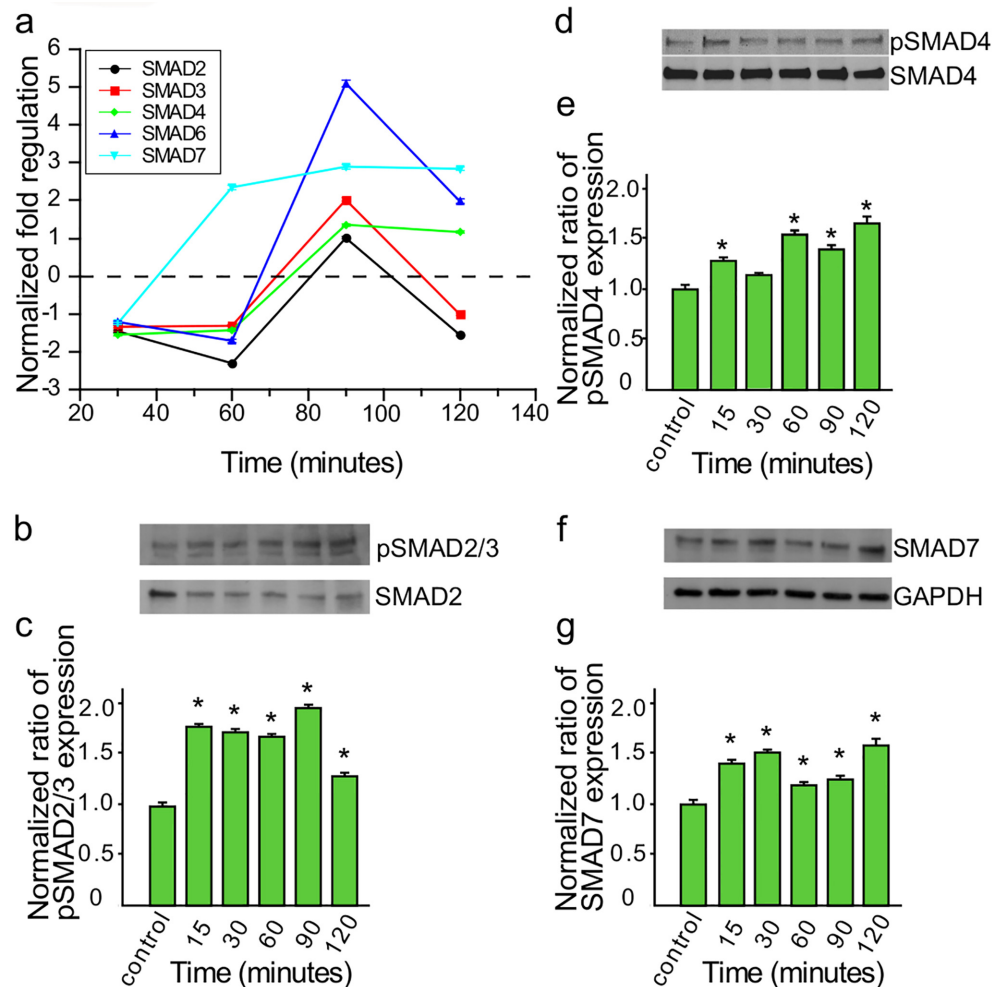 a
Normalized fold regulation
6
5
4
3
2
1
0
-1
-2
-3
SMAD2
SMAD3
SMAD4
SMAD6
SMAD7
20 40 60 80 100 120 140
Time (minutes)
b
pSMAD2/3
SMAD2
c
Normalized ratio of
pSMAD2/3 expression
2.0
1.5
1.0
0.5
0
* * * * *
control 15 30 60 90 120
Time (minutes)
d
pSMAD4
SMAD4
e
Normalized ratio of
pSMAD4 expression
2.0
1.5
1.0
0.5
0
* * * *
control 15 30 60 90 120
Time (minutes)
f
SMAD7
GAPDH
g
Normalized ratio of
SMAD7 expression
2.0
1.5
1.0
0.5
0
* * * * *
control 15 30 60 90 120
Time (minutes)